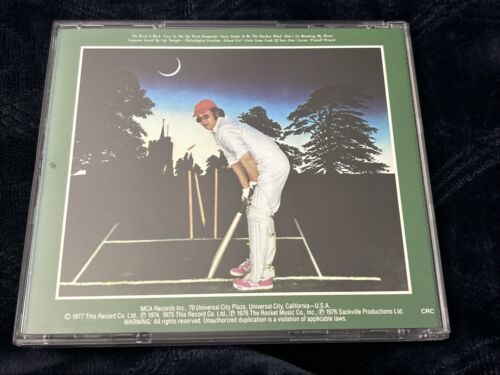 The Bitch Is Back · Lucy In The Sky With Diamonds · Sorry Seems To Be The Hardest Word · Don't Go Breaking My Heart
Someone Saved My Life Tonight · Philadelphia Freedom · Island Girl · Grow Some Funk Of Your Own · Levon · Pinball Wizard
MCA Records Inc., 70 Universal City Plaza, Universal City, California—U.S.A.
© 1977 This Record Co. Ltd., Ⓟ 1974, 1975 This Record Co. Ltd., Ⓟ 1976 The Rocket Music Co., Inc., Ⓟ 1976 Sackville Productions Ltd.
WARNING: All rights reserved. Unauthorized duplication is a violation of applicable laws.
CRC